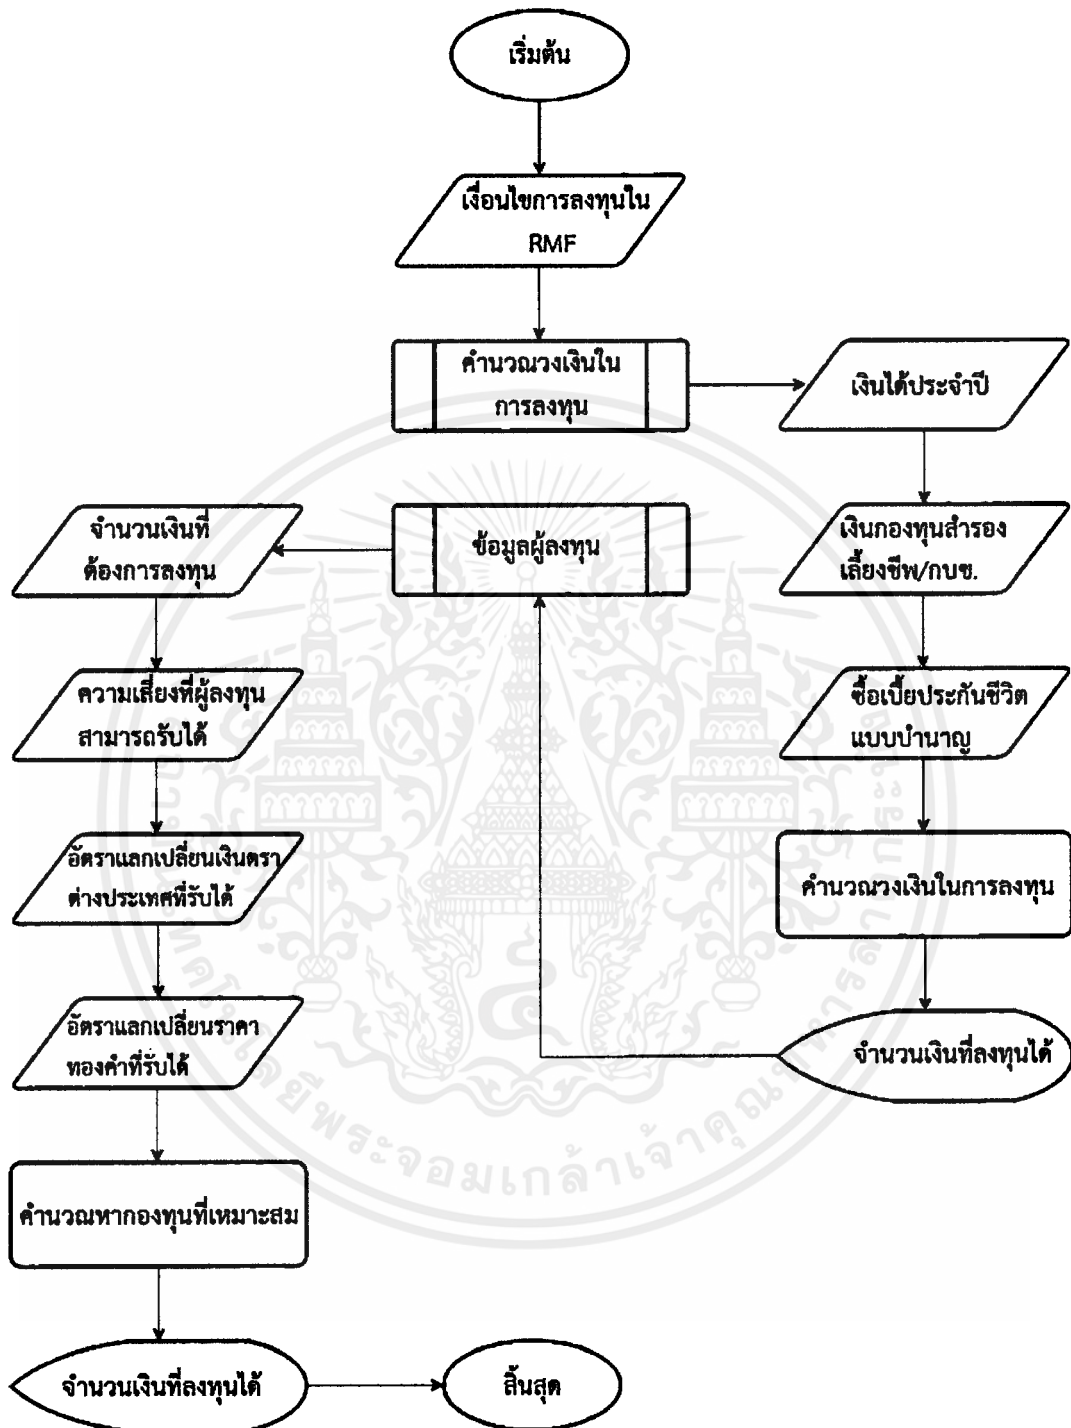 เริ่มต้น
เงื่อนไขการลงทุนใน
RMF
คำนวณวงเงินใน
การลงทุน
เงินได้ประจำปี
เงินกองทุนสำรอง
เลี้ยงชีพ/กบข.
ซื้อเบี้ยประกันชีวิต
แบบบำนาญ
คำนวณวงเงินในการลงทุน
จำนวนเงินที่ลงทุนได้
ข้อมูลผู้ลงทุน
จำนวนเงินที่
ต้องการลงทุน
ความเสี่ยงที่ผู้ลงทุน
สามารถรับได้
อัตราแลกเปลี่ยนเงินตรา
ต่างประเทศที่รับได้
อัตราแลกเปลี่ยนราคา
ทองคำที่รับได้
คำนวณหากองทุนที่เหมาะสม
จำนวนเงินที่ลงทุนได้
สิ้นสุด